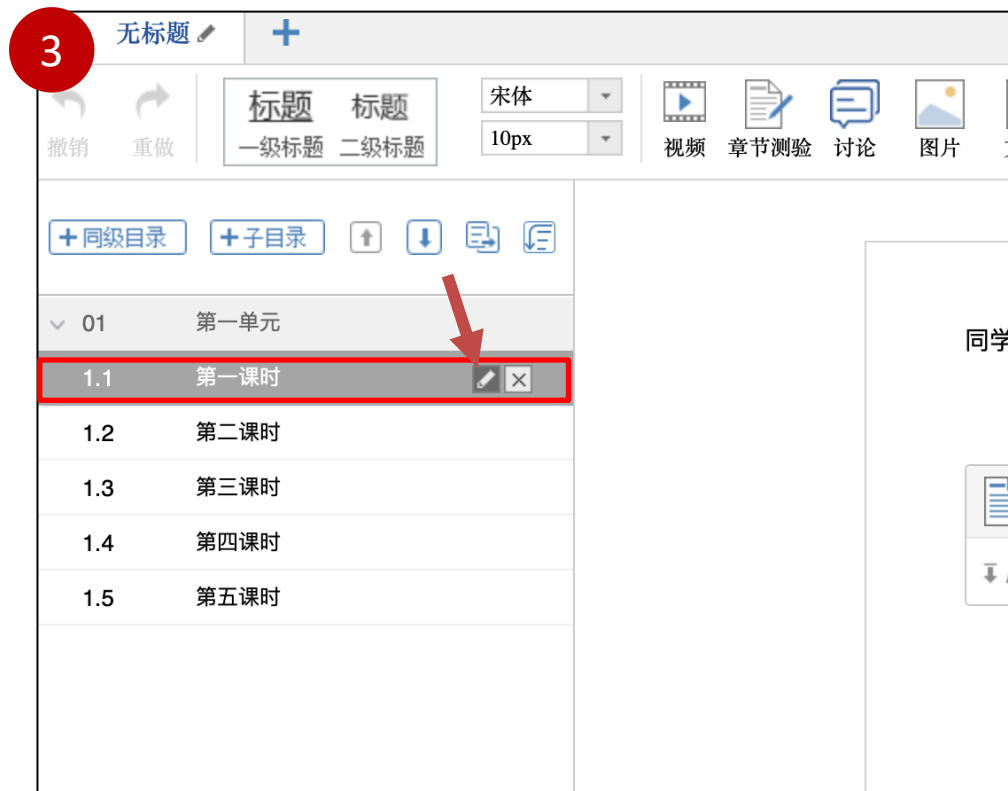 3
无标题
标题 标题
一级标题 二级标题
宋体
10px
撤销 重做
视频 章节测验 讨论 图片
同级目录 子目录
01 第一单元
1.1 第一课时
1.2 第二课时
1.3 第三课时
1.4 第四课时
1.5 第五课时
同学